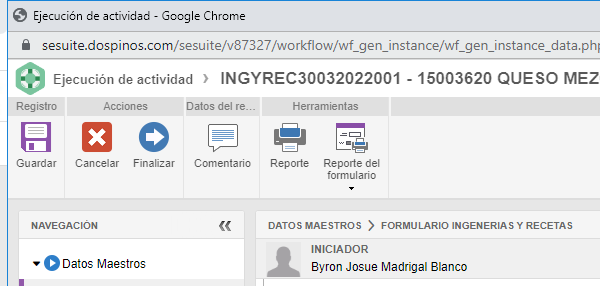 Ejecución de actividad - Google Chrome
sesuite.dospinos.com/sesuite/v87327/workflow/wf_gen_instance/wf_gen_instance_data.php
Ejecución de actividad > INGYREC30032022001 - 15003620 QUESO MEZ
Registro Acciones Datos del re... Herramientas
Guardar Cancelar Finalizar Comentario Reporte Reporte del
formulario
NAVEGACIÓN
DATOS MAESTROS > FORMULARIO INGENERIAS Y RECETAS
INICIADOR
Datos Maestros
Byron Josue Madrigal Blanco